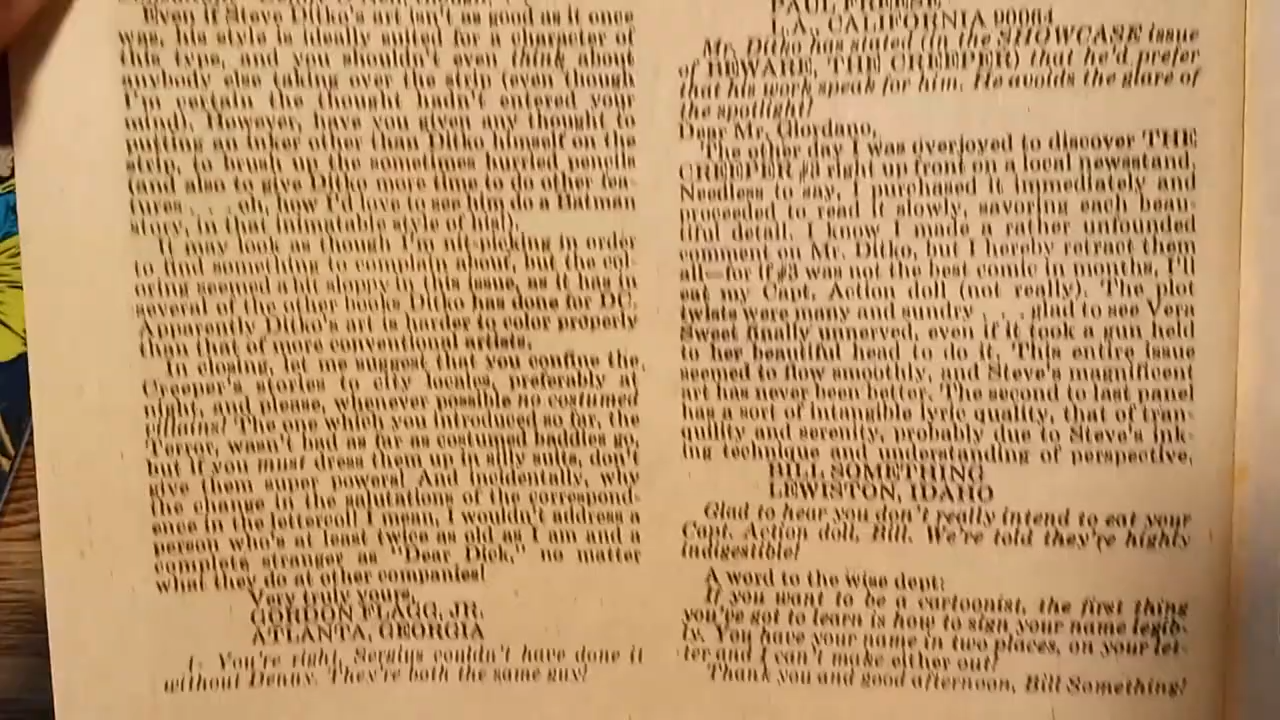 Even if Steve Ditko's art isn't as good as it once
was, his style is ideally suited for a character of
this type, and you shouldn't even think about
anybody else taking over the strip (even though
I'm certain the thought hadn't entered your
mind). However, have you given any thought to
putting an inker other than Ditko himself on the
strip, to brush up the sometimes hurried pencils
(and also to give Ditko more time to do other fea-
tures . . . oh, how I'd love to see him do a Batman
story, in that inimatable style of his!).
It may look as though I'm nit-picking in order
to find something to complain about, but the col-
oring seemed a bit sloppy in this issue, as it has in
several of the other books Ditko has done for DC.
Apparently Ditko's art is harder to color properly
than that of more conventional artists.
In closing, let me suggest that you confine the
Creeper's stories to city locales, preferably at
night, and please, whenever possible no costumed
villains! The one which you introduced so far, the
Terror, wasn't bad as far as costumed baddies go,
but if you must dress them up in silly suits, don't
give them super powers! And incidentally, why
the change in the salutations of the correspond-
ence in the lettercol! I mean, I wouldn't address a
person who's at least twice as old as I am and a
complete stranger as "Dear Dick," no matter
what they do at other companies!
Very truly yours,
GORDON FLAGG, JR.
ATLANTA, GEORGIA
1. You're right, Sergius couldn't have done it
without Denny. They're both the same guy!
PAUL FREESE
L.A., CALIFORNIA 90064
Mr. Ditko has stated (in the SHOWCASE issue
of BEWARE, THE CREEPER) that he'd prefer
that his work speak for him. He avoids the glare of
the spotlight!
Dear Mr. Giordano,
The other day I was overjoyed to discover THE
CREEPER #3 right up front on a local newsstand.
Needless to say, I purchased it immediately and
proceeded to read it slowly, savoring each beau-
tiful detail. I know I made a rather unfounded
comment on Mr. Ditko, but I hereby retract them
all—for if #3 was not the best comic in months, I'll
eat my Capt. Action doll (not really). The plot
twists were many and sundry . . . glad to see Vera
Sweet finally unnerved, even if it took a gun held
to her beautiful head to do it. This entire issue
seemed to flow smoothly, and Steve's magnificent
art has never been better. The second to last panel
has a sort of intangible lyric quality, that of tran-
quility and serenity, probably due to Steve's ink-
ing technique and understanding of perspective.
BILL SOMETHING
LEWISTON, IDAHO
Glad to hear you don't really intend to eat your
Capt. Action doll, Bill. We're told they're highly
indigestible!
A word to the wise dept:
If you want to be a cartoonist, the first thing
you've got to learn is how to sign your name legib-
ly. You have your name in two places, on your let-
ter and I can't make either out!
Thank you and good afternoon, Bill Something!